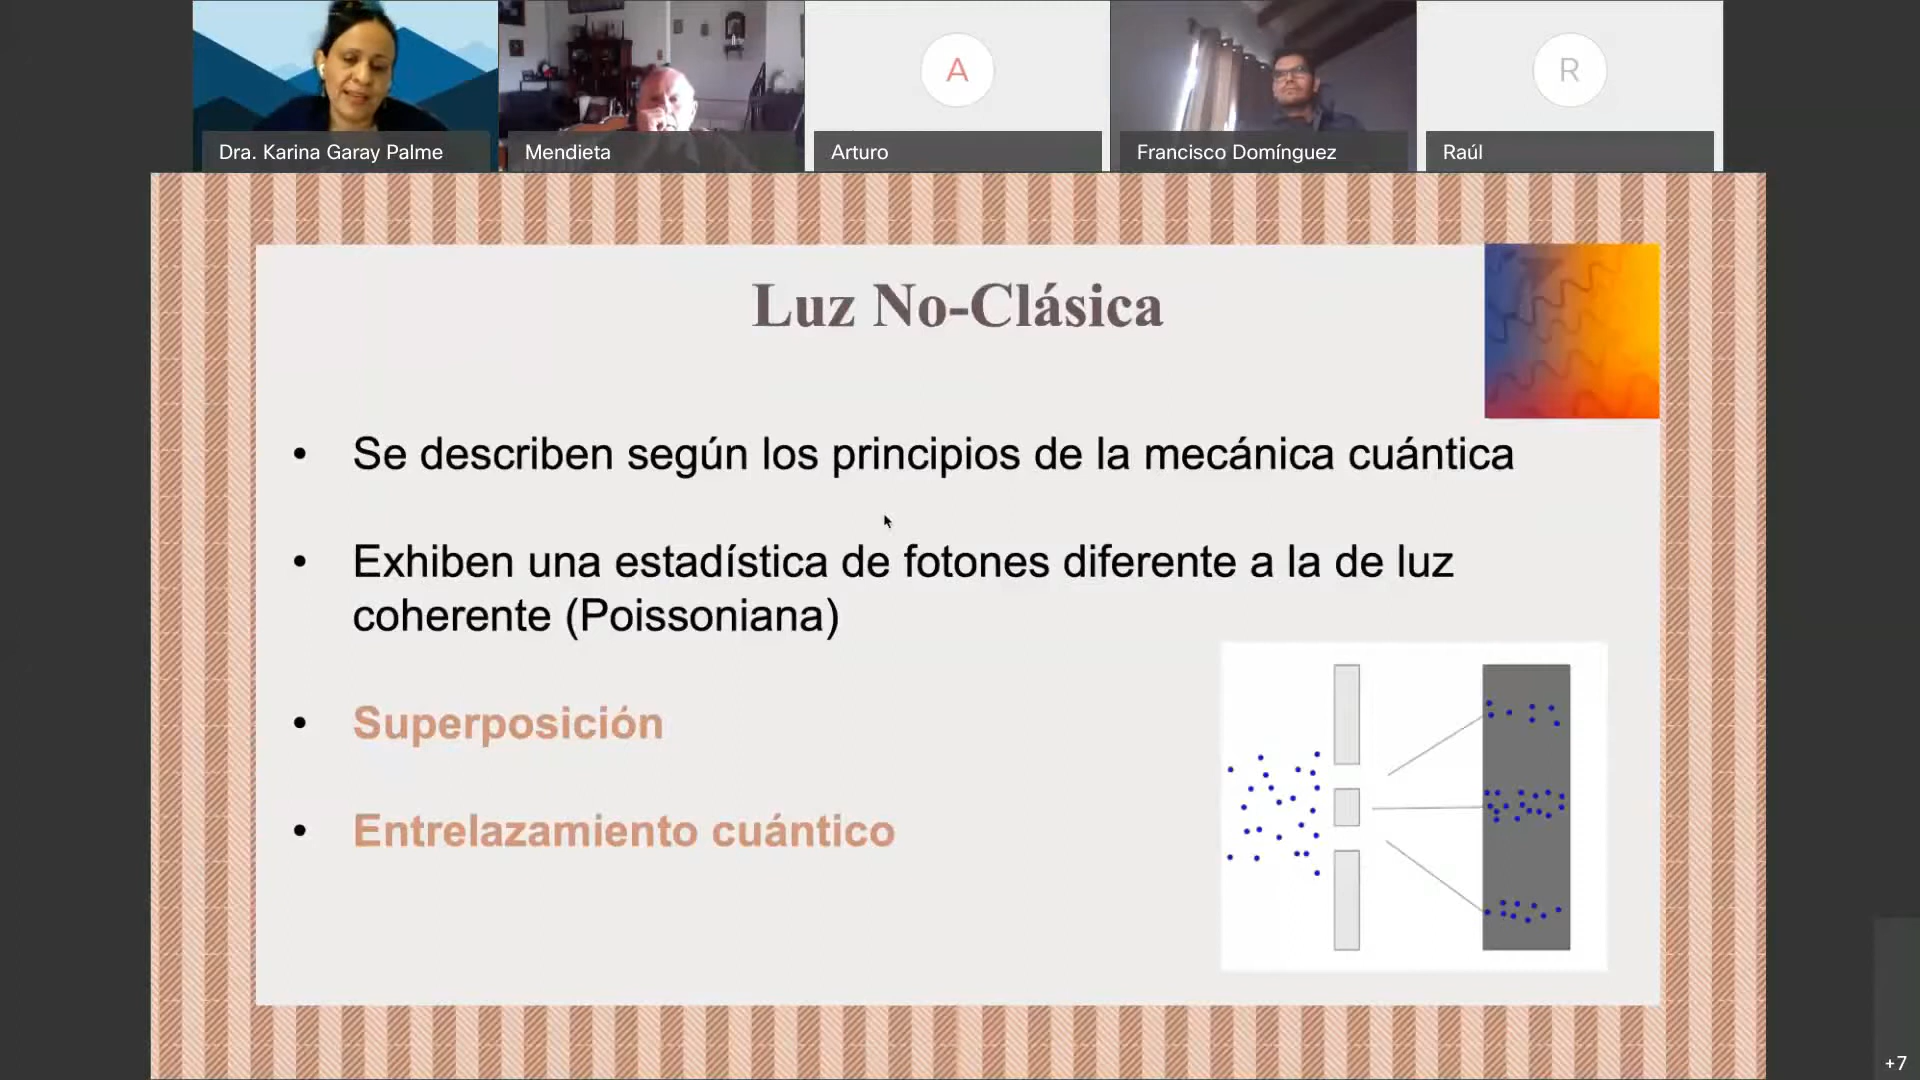 Dra. Karina Garay Palme
Mendieta
A
Arturo
Francisco Domínguez
R
Raúl
Luz No-Clásica
• Se describen según los principios de la mecánica cuántica
• Exhiben una estadística de fotones diferente a la de luz
coherente (Poissoniana)
• Superposición
• Entrelazamiento cuántico
+7